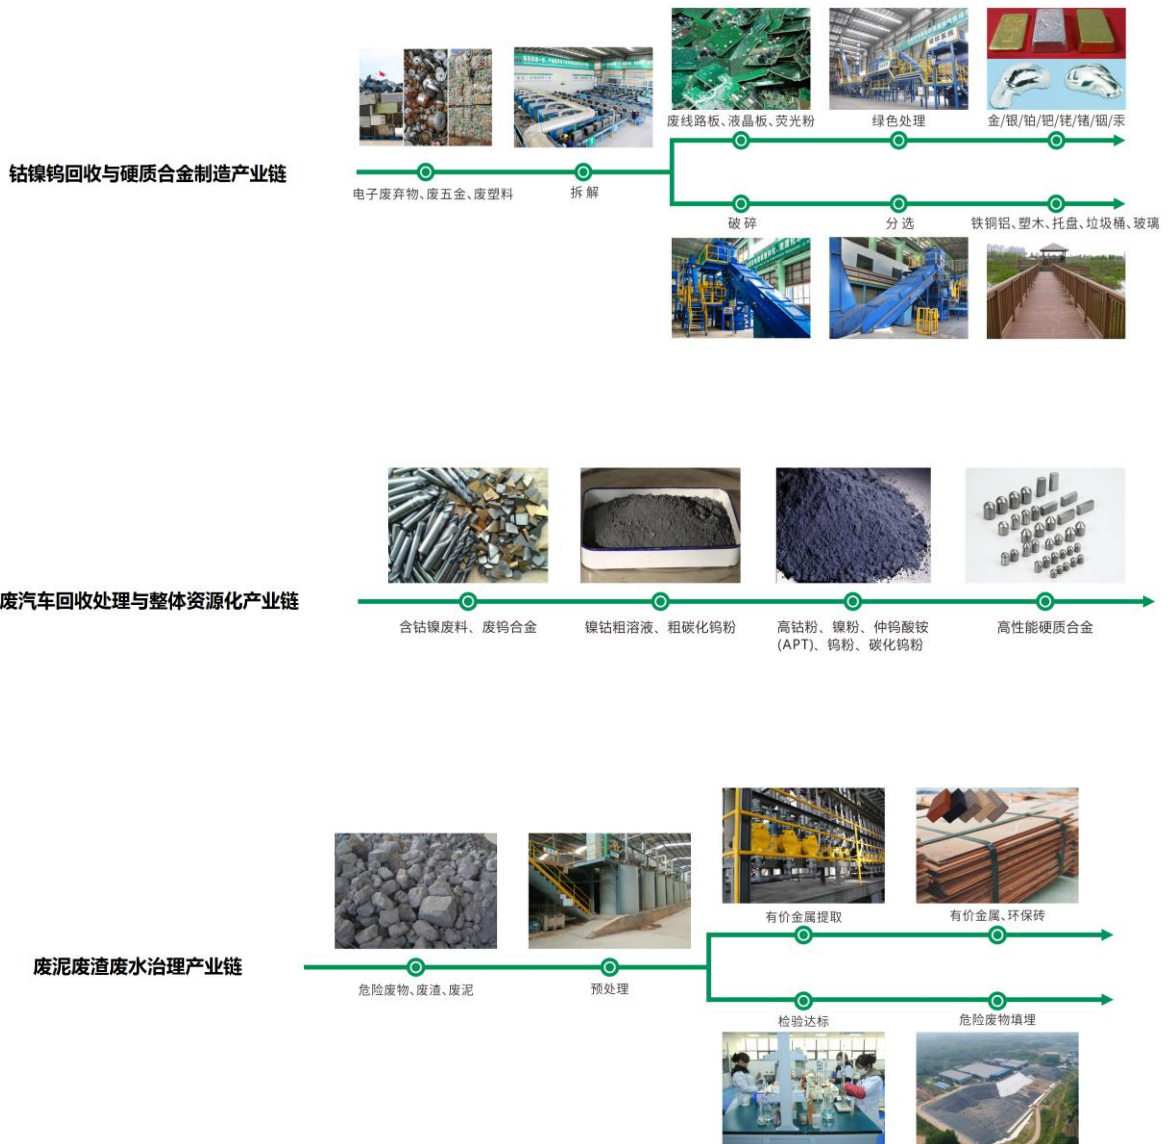 废线路板、液晶板、荧光粉
绿色处理
金/银/铂/钯/铑/锗/铟/汞
钴镍钨回收与硬质合金制造产业链
电子废弃物、废五金、废塑料
拆解
破碎
分选
铁铜铝、塑木、托盘、垃圾桶、玻璃
废汽车回收处理与整体资源化产业链
含钴镍废料、废钨合金
镍钴粗溶液、粗碳化钨粉
高钴粉、镍粉、仲钨酸铵
(APT)、钨粉、碳化钨粉
高性能硬质合金
有价金属提取
有价金属、环保砖
废泥废渣废水治理产业链
危险废物、废渣、废泥
预处理
检验达标
危险废物填埋